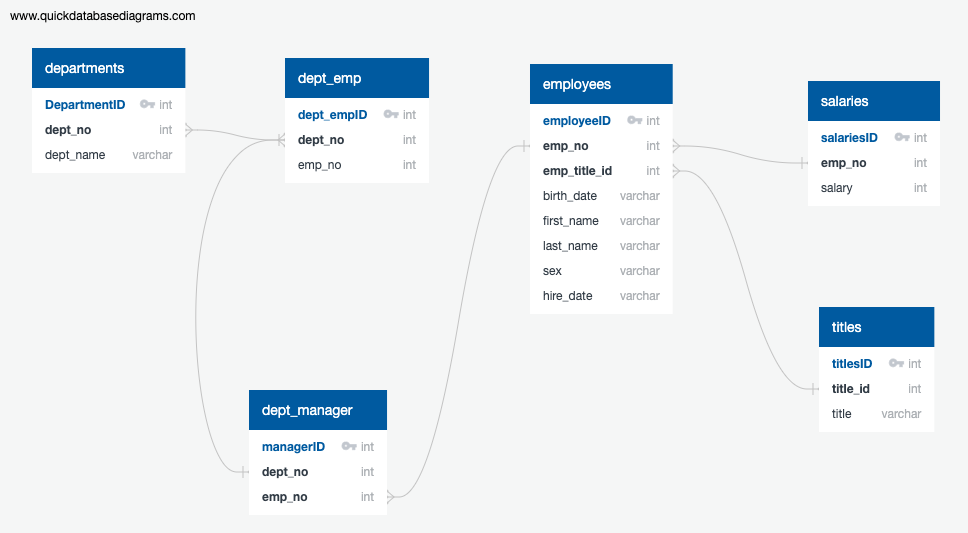 www.quickdatabasediagrams.com
departments
DepartmentID int
dept_no int
dept_name varchar
dept_emp
dept_empID int
dept_no int
emp_no int
employees
employeeID int
emp_no int
emp_title_id int
birth_date varchar
first_name varchar
last_name varchar
sex varchar
hire_date varchar
salaries
salariesID int
emp_no int
salary int
titles
titlesID int
title_id int
title varchar
dept_manager
managerID int
dept_no int
emp_no int